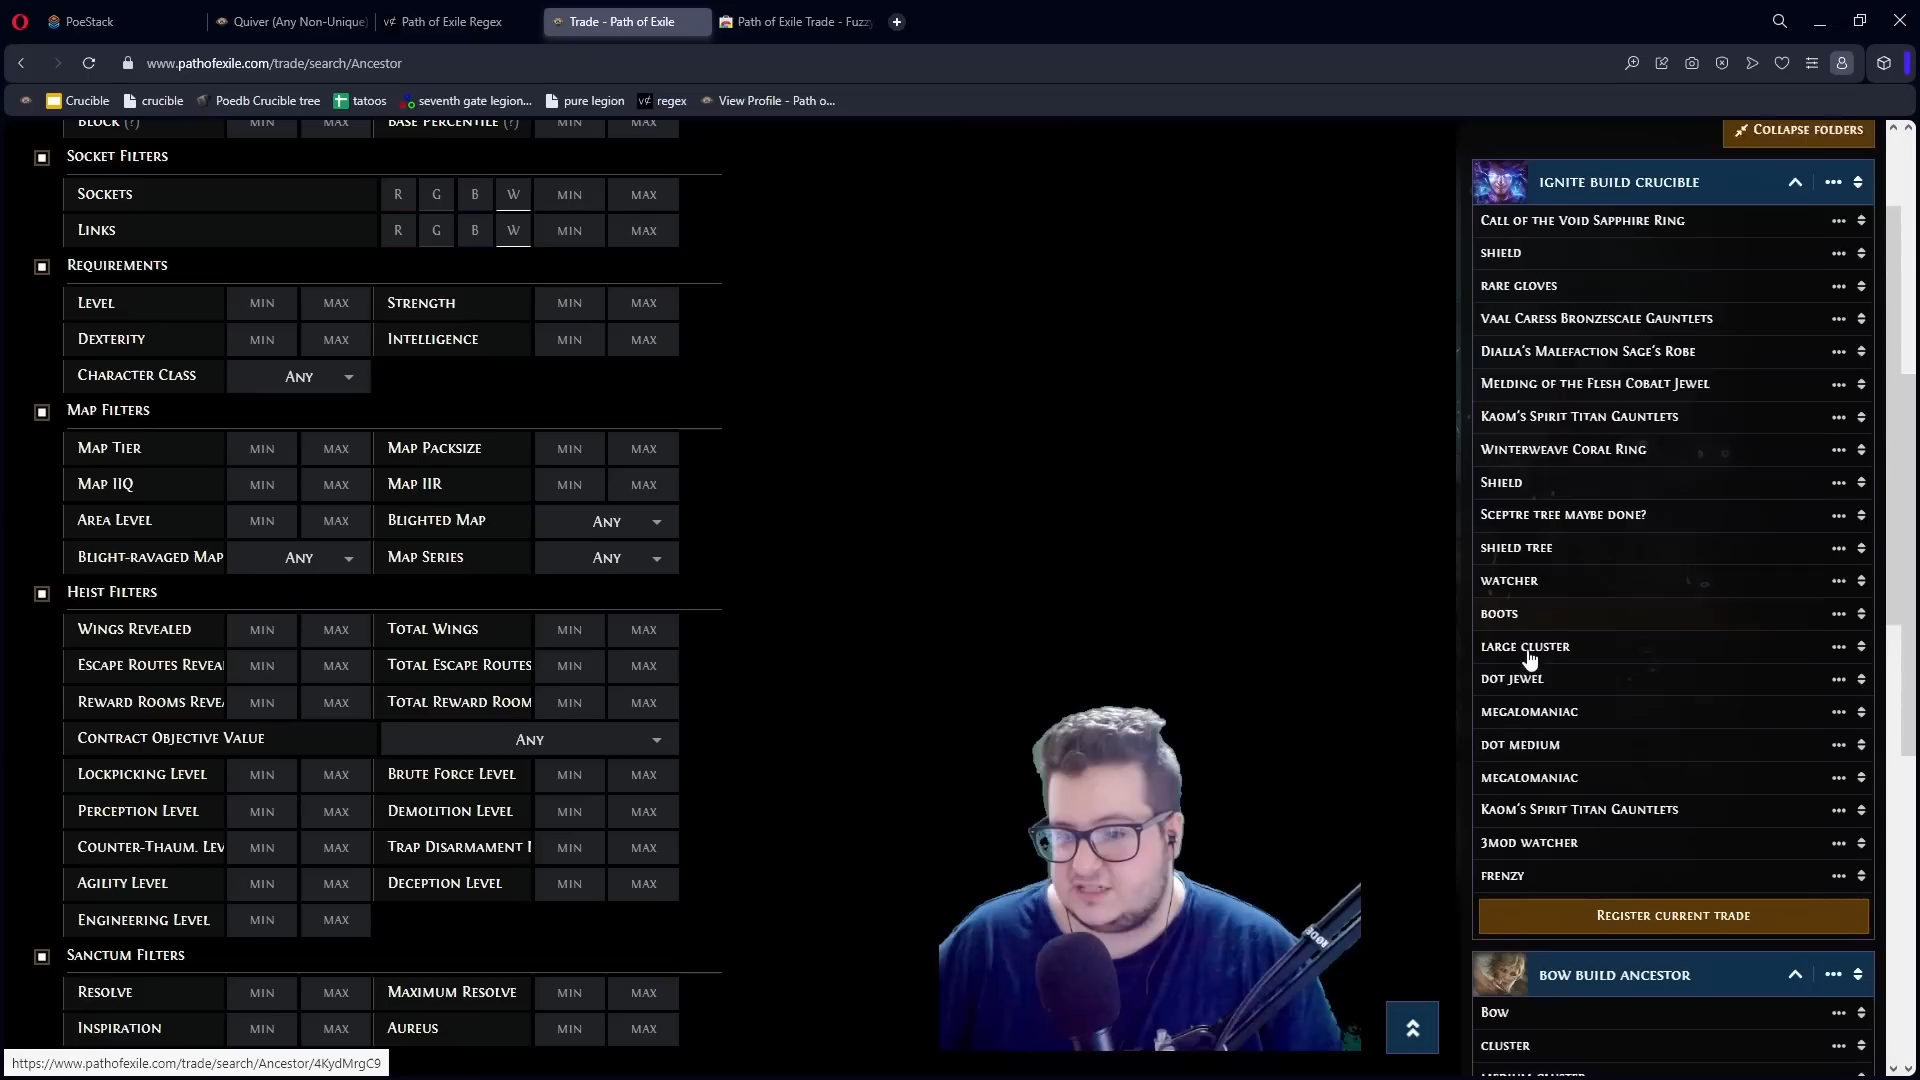 PoeStack
Quiver (Any Non-Unique)
Path of Exile Regex
Trade - Path of Exile
Path of Exile Trade - Fuzzy
www.pathofexile.com/trade/search/Ancestor
Crucible
crucible
Poedb Crucible tree
tatoos
seventh gate legion...
pure legion
regex
View Profile - Path o...
Block (?) MIN MAX Base Percentile (?) MIN MAX
Socket Filters
Sockets R G B W MIN MAX
Links R G B W MIN MAX
Requirements
Level MIN MAX Strength MIN MAX
Dexterity MIN MAX Intelligence MIN MAX
Character Class Any
Map Filters
Map Tier MIN MAX Map Packsize MIN MAX
Map IIQ MIN MAX Map IIR MIN MAX
Area Level MIN MAX Blighted Map Any
Blight-ravaged Map Any Map Series Any
Heist Filters
Wings Revealed MIN MAX Total Wings MIN MAX
Escape Routes Reveal MIN MAX Total Escape Routes MIN MAX
Reward Rooms Reve MIN MAX Total Reward Room MIN MAX
Contract Objective Value Any
Lockpicking Level MIN MAX Brute Force Level MIN MAX
Perception Level MIN MAX Demolition Level MIN MAX
Counter-Thaum. Lev MIN MAX Trap Disarmament MIN MAX
Agility Level MIN MAX Deception Level MIN MAX
Engineering Level MIN MAX
Sanctum Filters
Resolve MIN MAX Maximum Resolve MIN MAX
Inspiration MIN MAX Aureus MIN MAX
https://www.pathofexile.com/trade/search/Ancestor/4KydMrgC9
RØDE
Collapse folders
IGNITE BUILD CRUCIBLE
Call of the Void Sapphire Ring
shield
rare gloves
Vaal Caress Bronzescale Gauntlets
Dialla's Malefaction Sage's Robe
Melding of the Flesh Cobalt Jewel
Kaom's Spirit Titan Gauntlets
Winterweave Coral Ring
Shield
Sceptre tree maybe done?
shield tree
watcher
boots
large cluster
dot jewel
megalomaniac
dot medium
megalomaniac
Kaom's Spirit Titan Gauntlets
3mod watcher
frenzy
Register current trade
BOW BUILD ANCESTOR
Bow
cluster
medium cluster